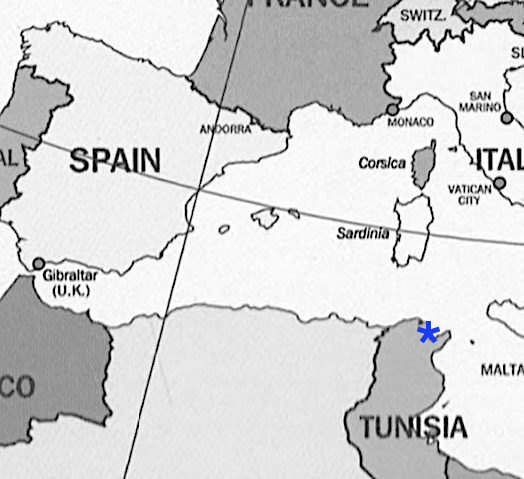 FRANCE
SWITZ.
SAN
MARINO
MONACO
ANDORRA
Corsica
ITAL
AL
SPAIN
VATICAN
CITY
Sardinia
Gibraltar
(U.K.)
MALTA
CO
TUNISIA